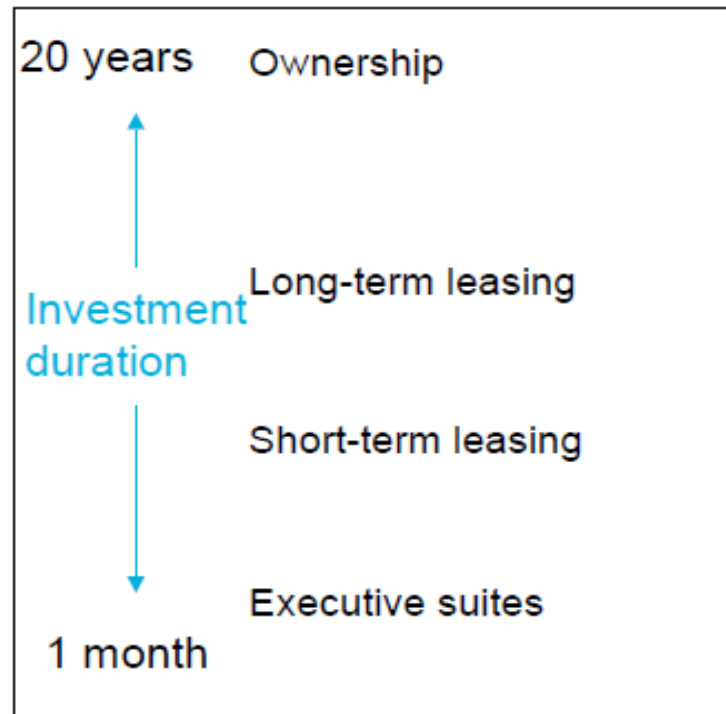 20 years
Ownership
Long-term leasing
Investment
duration
Short-term leasing
Executive suites
1 month